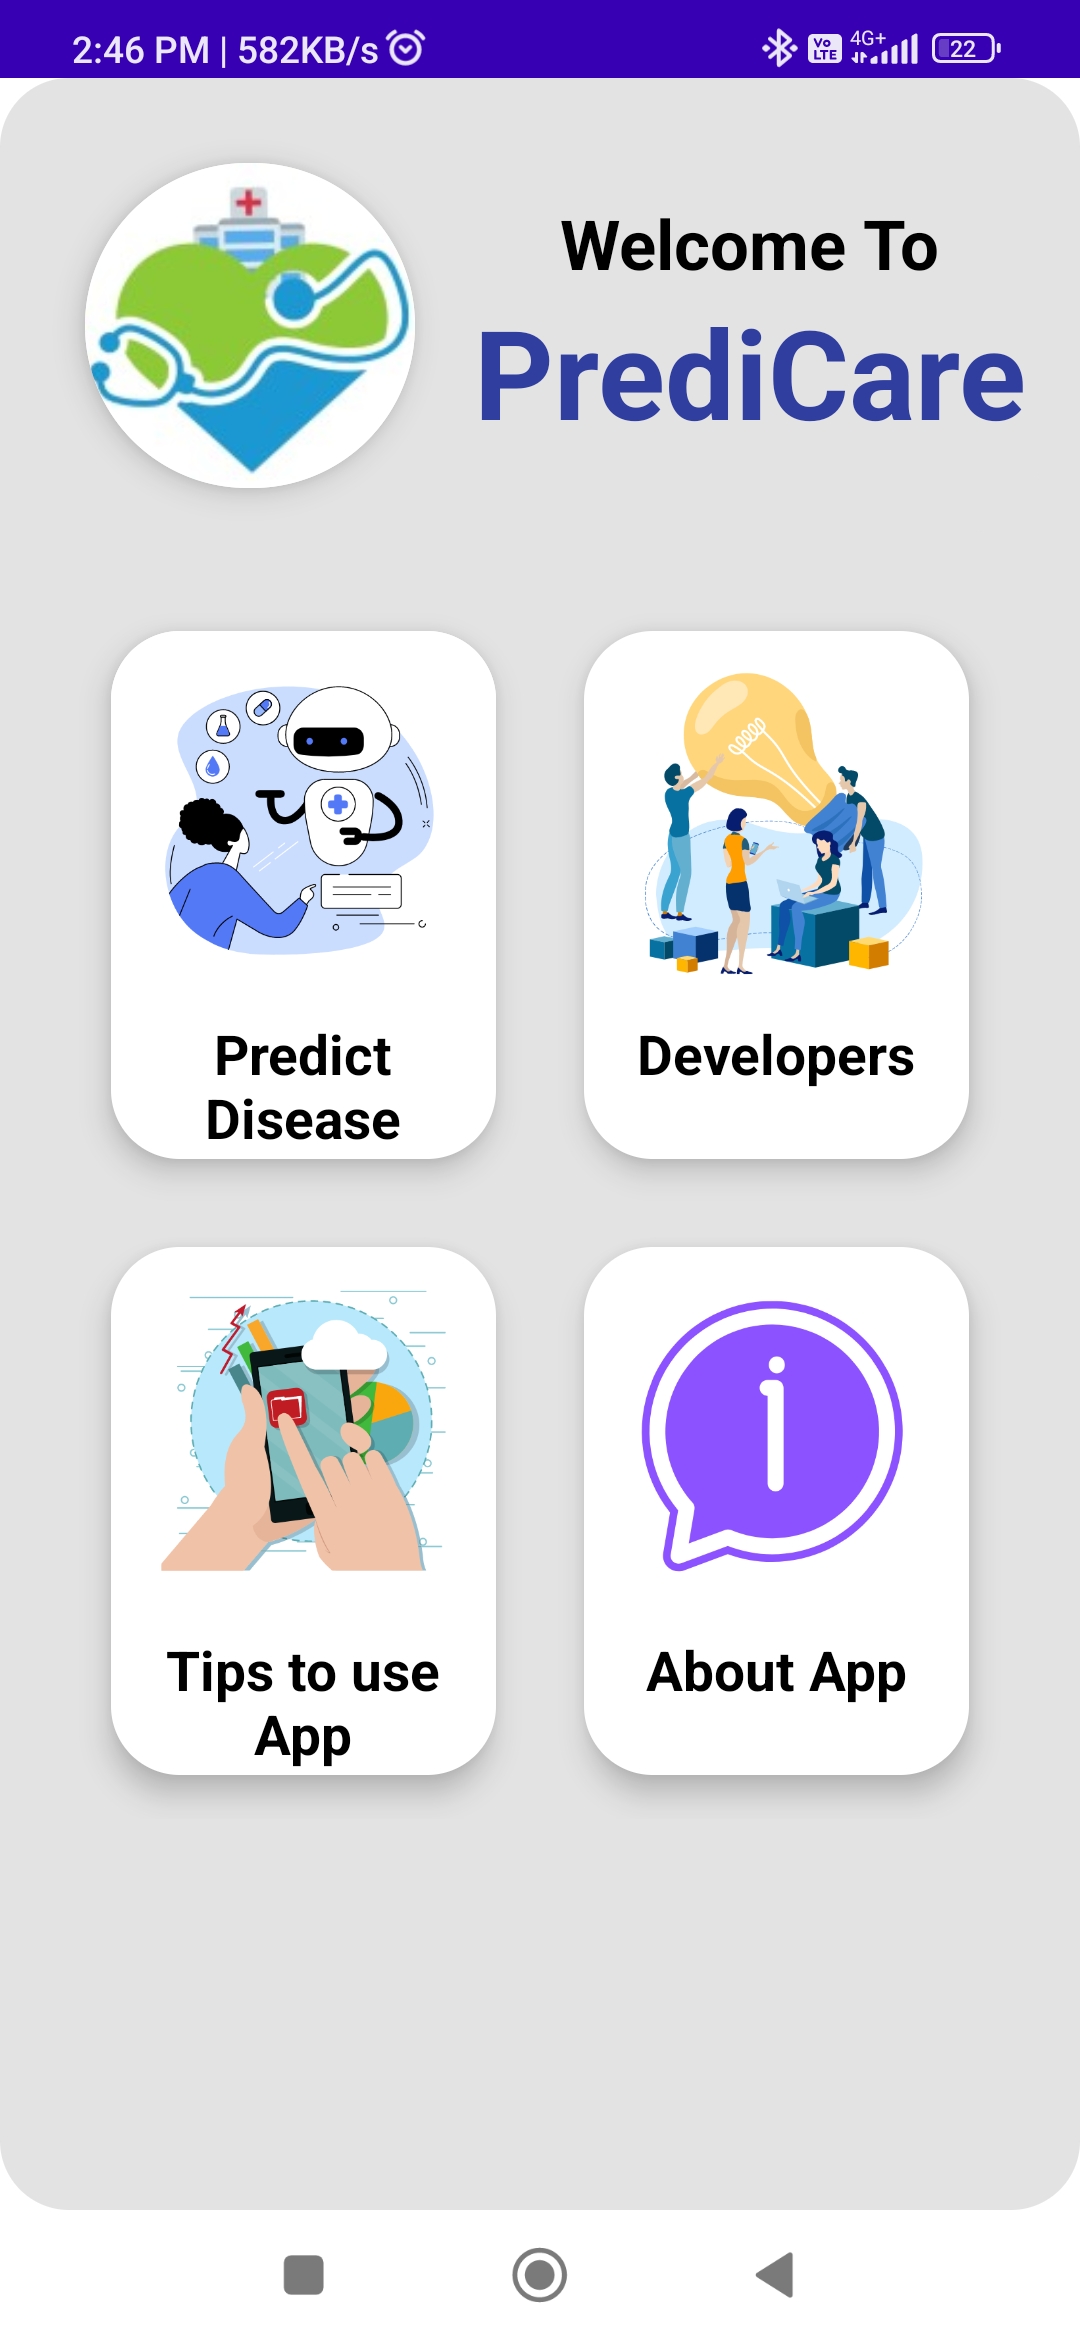 2:46 PM | 582KB/s
Vo LTE 4G+ 22
Welcome To
PrediCare
Predict
Disease
Developers
Tips to use
App
About App